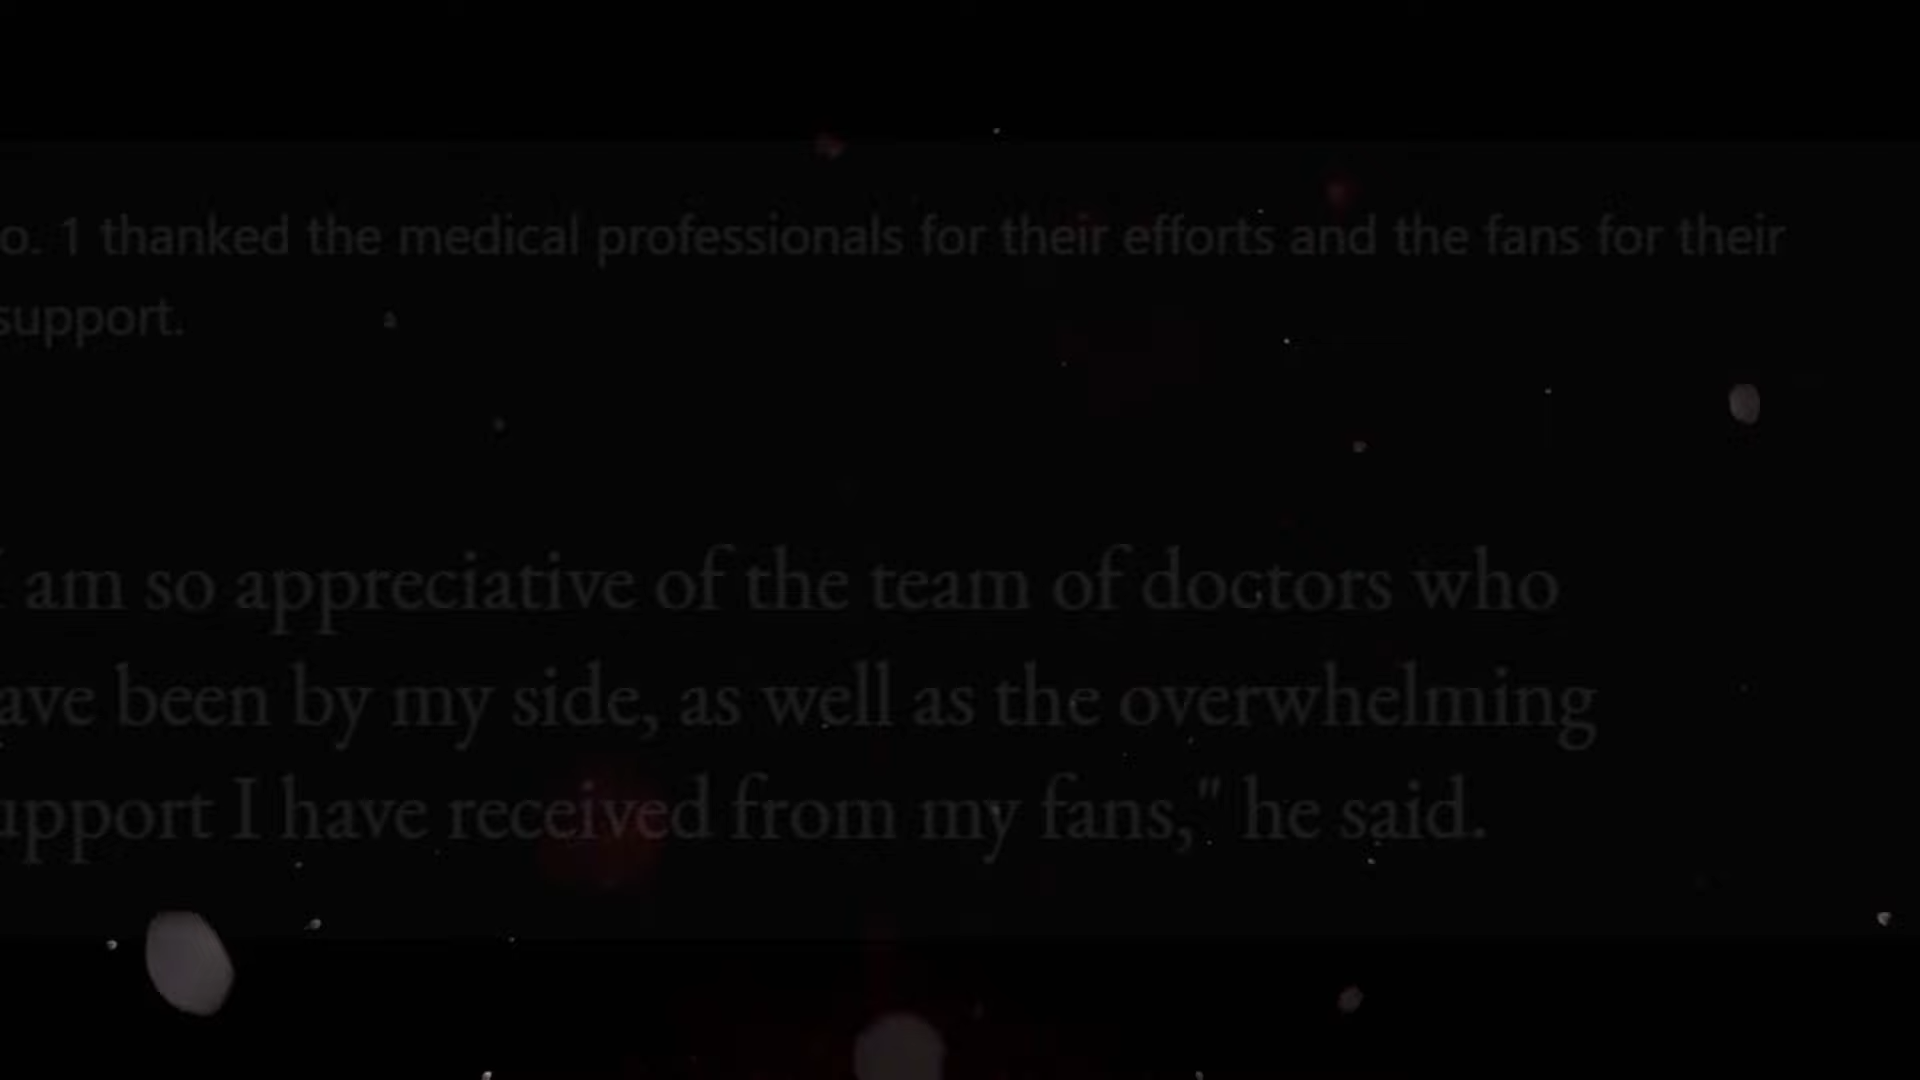 o. 1 thanked the medical professionals for their efforts and the fans for their
support.
am so appreciative of the team of doctors who
ave been by my side, as well as the overwhelming
upport I have received from my fans," he said.